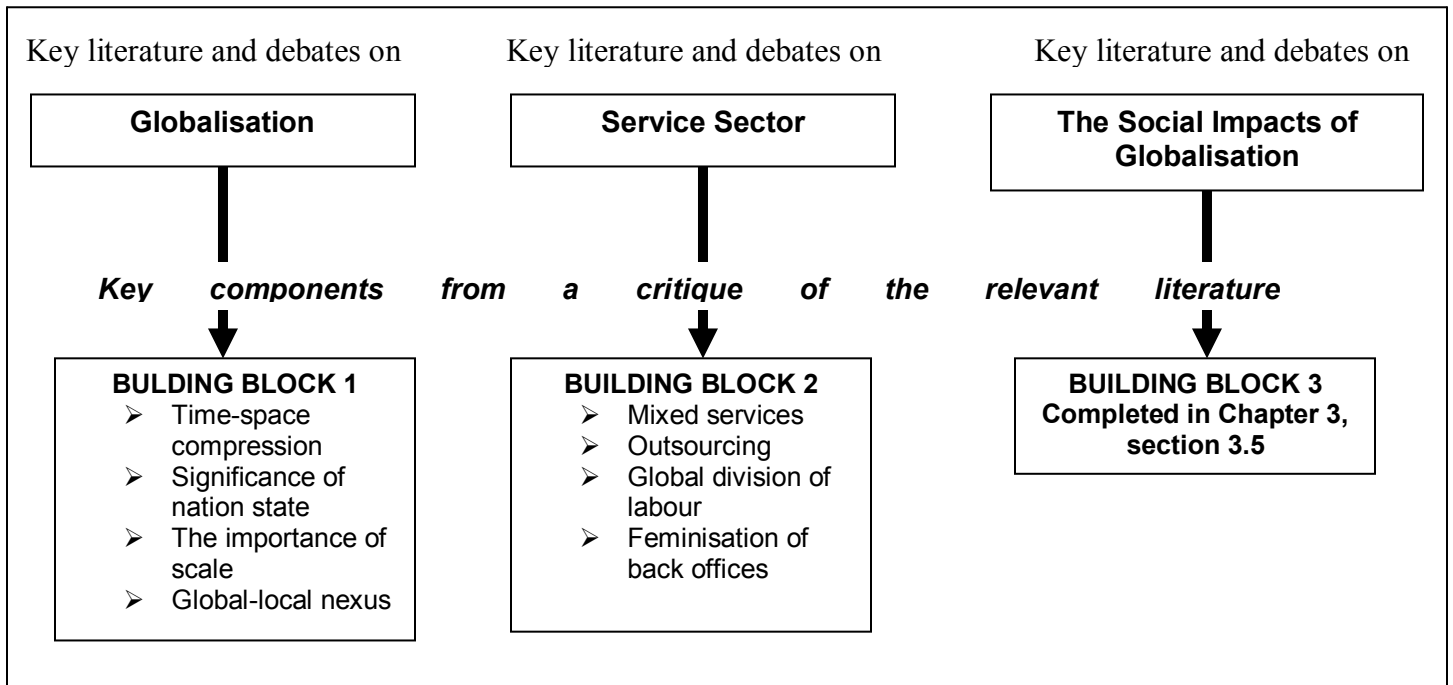 Key literature and debates on
Key literature and debates on
Key literature and debates on
Globalisation
Service Sector
The Social Impacts of
Globalisation
Key components from a critique of the relevant literature
BULDING BLOCK 1
➢ Time-space
compression
➢ Significance of
nation state
➢ The importance of
scale
➢ Global-local nexus
BUILDING BLOCK 2
➢ Mixed services
➢ Outsourcing
➢ Global division of
labour
➢ Feminisation of
back offices
BUILDING BLOCK 3
Completed in Chapter 3,
section 3.5